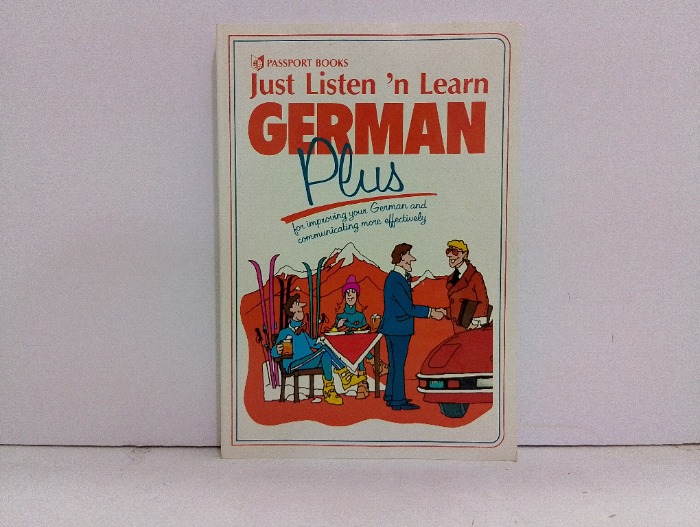 PASSPORT BOOKS
Just Listen 'n Learn
GERMAN
Plus
for improving your German and
communicating more effectively